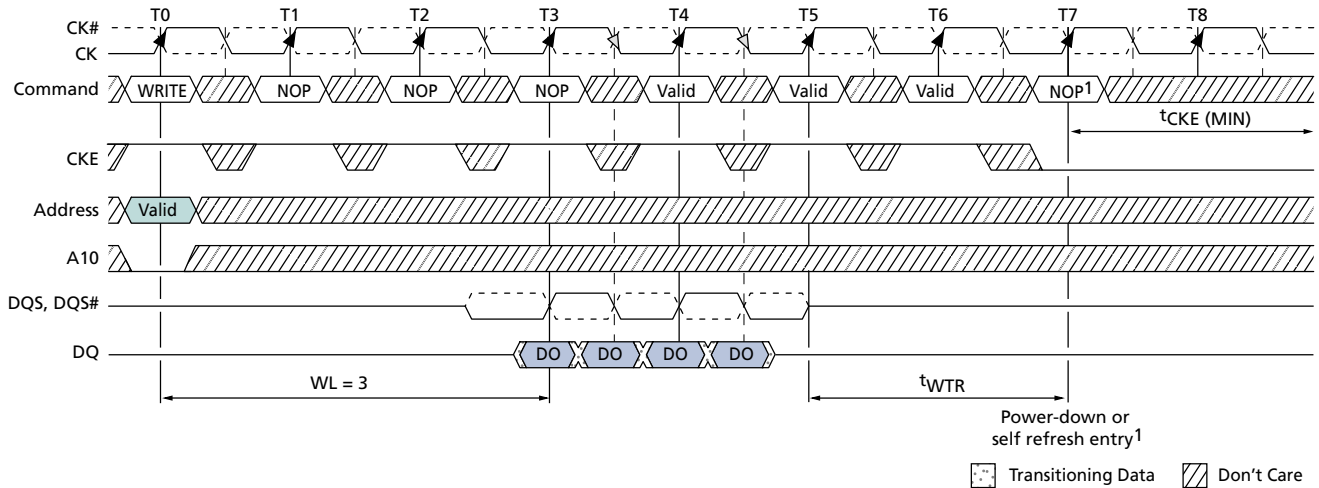 T0 T1 T2 T3 T4 T5 T6 T7 T8
CK#
CK
Command WRITE NOP NOP NOP Valid Valid Valid NOP1
tCKE (MIN)
CKE
Address Valid
A10
DQS, DQS#
DQ DO DO DO DO
WL = 3 tWTR
Power-down or
self refresh entry1
Transitioning Data Don't Care